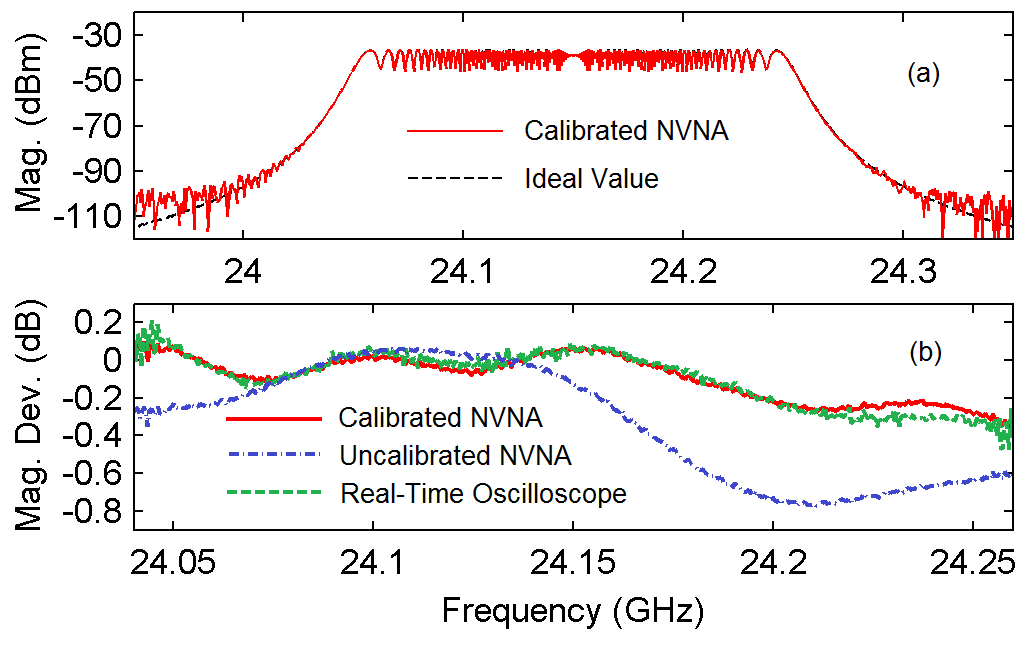 -30
-50
-70
-90
-110
Mag. (dBm)
(a)
Calibrated NVNA
Ideal Value
24
24.1
24.2
24.3
0.2
0
-0.2
-0.4
-0.6
-0.8
Mag. Dev. (dB)
(b)
Calibrated NVNA
Uncalibrated NVNA
Real-Time Oscilloscope
24.05
24.1
24.15
24.2
24.25
Frequency (GHz)